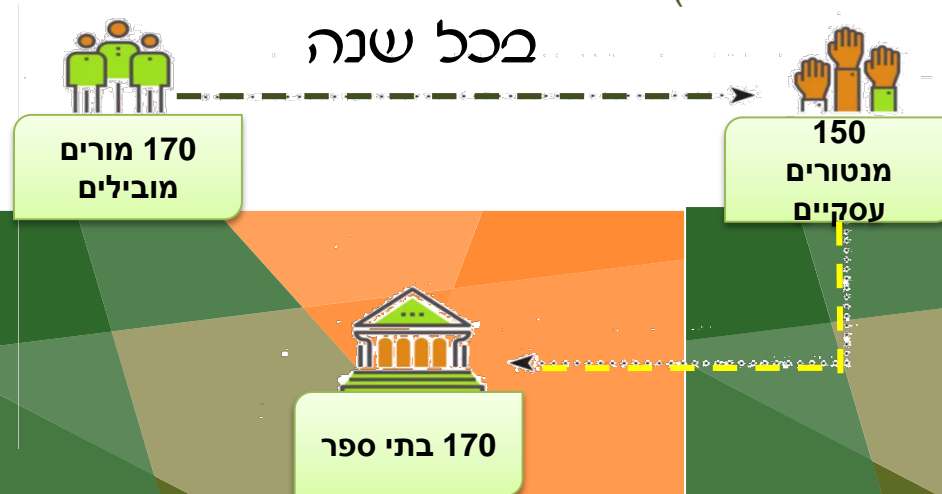 בכל שנה
150
מנטורים
עסקיים
170 מורים
מובילים
170 בתי ספר